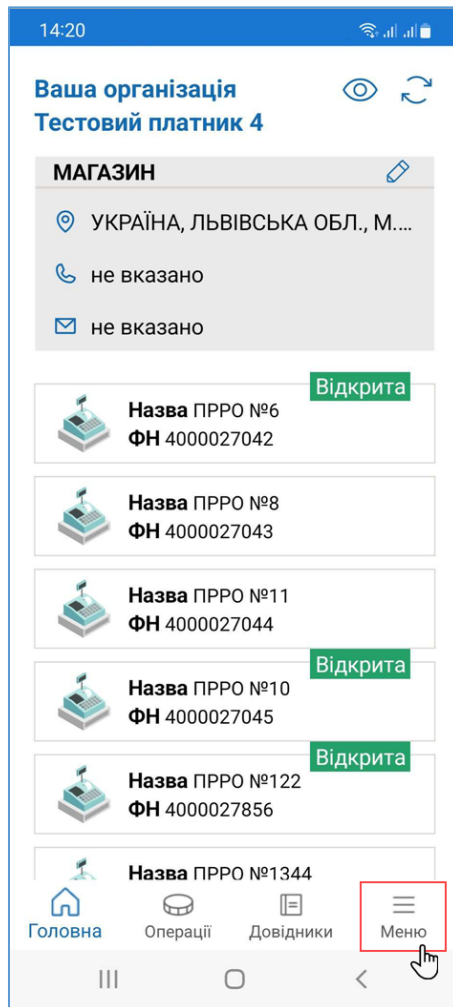 14:20
Ваша організація
Тестовий платник 4
МАГАЗИН
УКРАЇНА, ЛЬВІВСЬКА ОБЛ., М....
не вказано
не вказано
Відкрита
Назва ПРРО №6
ФН 4000027042
Назва ПРРО №8
ФН 4000027043
Назва ПРРО №11
ФН 4000027044
Відкрита
Назва ПРРО №10
ФН 4000027045
Відкрита
Назва ПРРО №122
ФН 4000027856
Назва ПРРО №1344
Головна Операції Довідники Меню